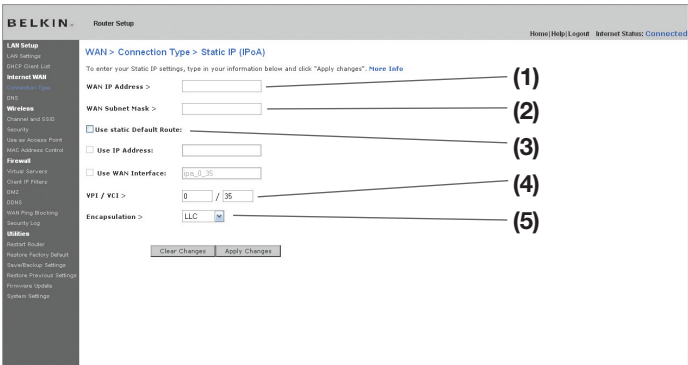 BELKIN®
Router Setup
Home|Help|Logout Internet Status: Connected
LAN Setup
LAN Settings
DHCP Client List
Internet WAN
Connection Type
DNS
Wireless
Channel and SSID
Security
Use as Access Point
MAC Address Control
Firewall
Virtual Servers
Client IP Filters
DMZ
DDNS
WAN Ping Blocking
Security Log
Utilities
Restart Router
Restore Factory Default
Save/Backup Settings
Restore Previous Settings
Firmware Update
System Settings
WAN > Connection Type > Static IP (IPoA)
To enter your Static IP settings, type in your information below and click "Apply changes". More Info
WAN IP Address > (1)
WAN Subnet Mask > (2)
Use static Default Route: (3)
Use IP Address:
Use WAN Interface: ipa_0_35
VPI / VCI > 0 / 35 (4)
Encapsulation > LLC (5)
Clear Changes Apply Changes